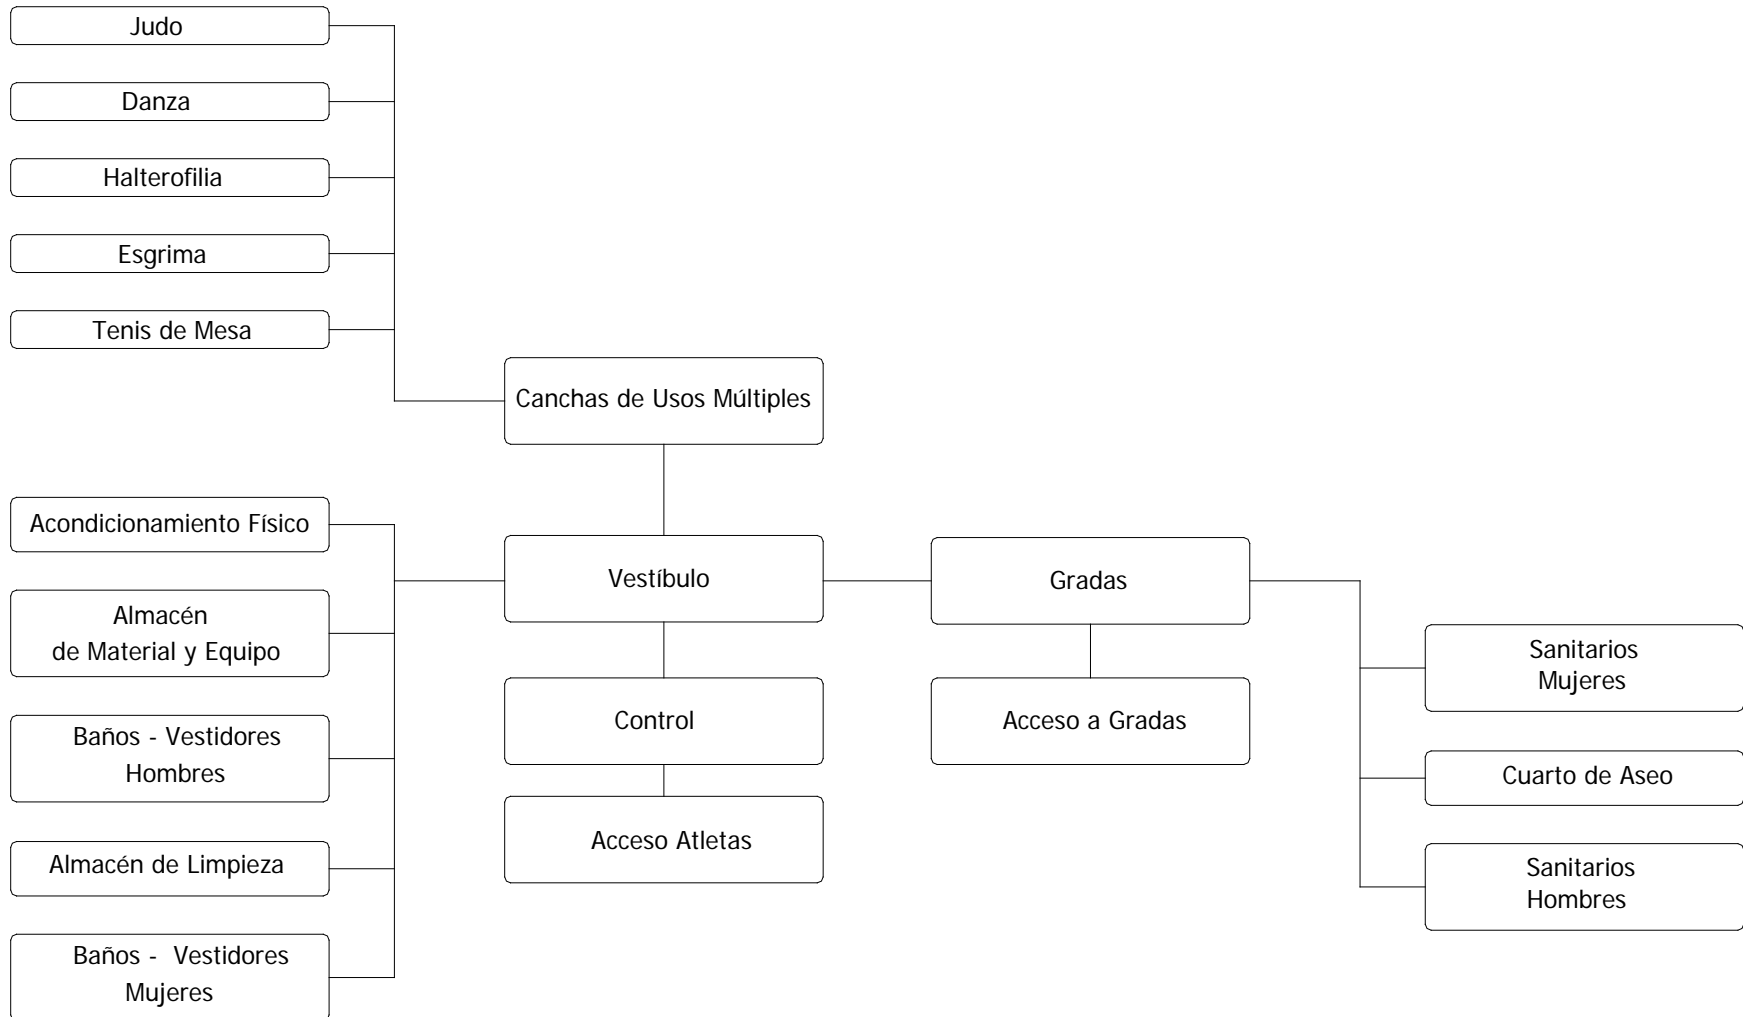 Judo
Danza
Halterofilia
Esgrima
Tenis de Mesa
Canchas de Usos Múltiples
Acondicionamiento Físico
Almacén
de Material y Equipo
Baños - Vestidores
Hombres
Almacén de Limpieza
Baños - Vestidores
Mujeres
Vestíbulo
Control
Acceso Atletas
Gradas
Acceso a Gradas
Sanitarios
Mujeres
Cuarto de Aseo
Sanitarios
Hombres